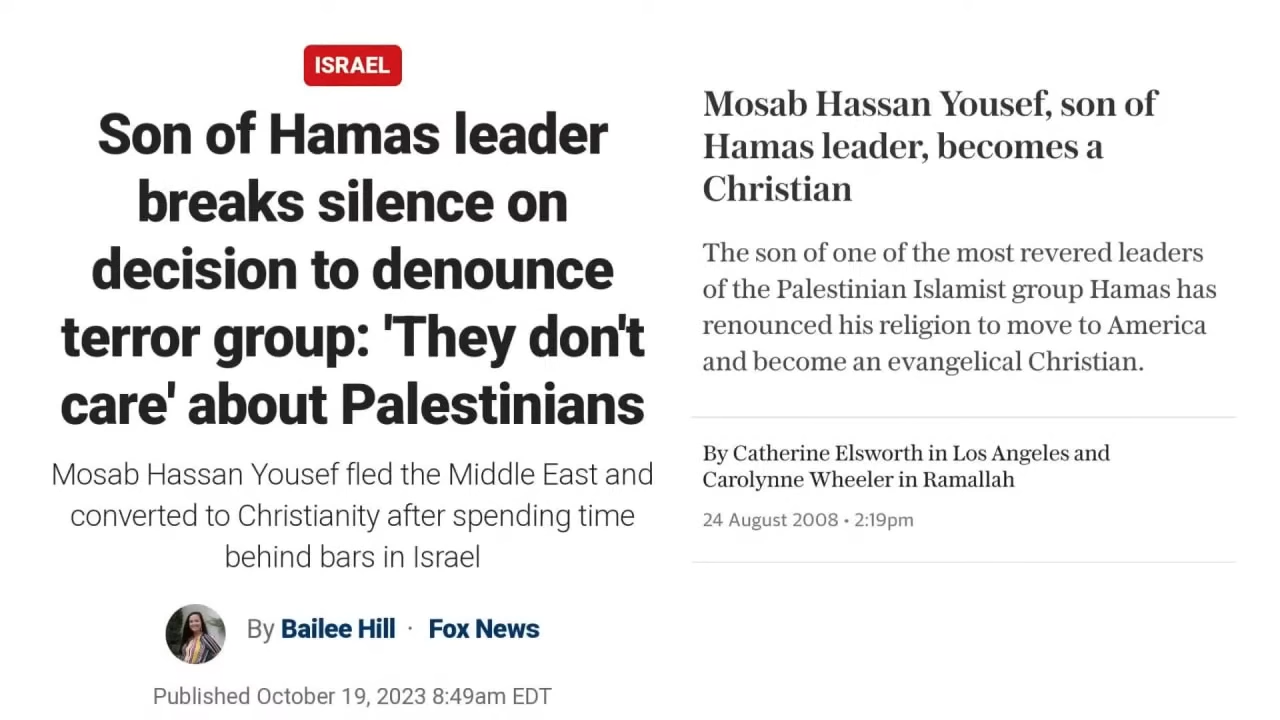 ISRAEL
Son of Hamas leader
breaks silence on
decision to denounce
terror group: 'They don't
care' about Palestinians
Mosab Hassan Yousef fled the Middle East and
converted to Christianity after spending time
behind bars in Israel
By Bailee Hill · Fox News
Published October 19, 2023 8:49am EDT
Mosab Hassan Yousef, son of
Hamas leader, becomes a
Christian
The son of one of the most revered leaders
of the Palestinian Islamist group Hamas has
renounced his religion to move to America
and become an evangelical Christian.
By Catherine Elsworth in Los Angeles and
Carolynne Wheeler in Ramallah
24 August 2008 • 2:19pm